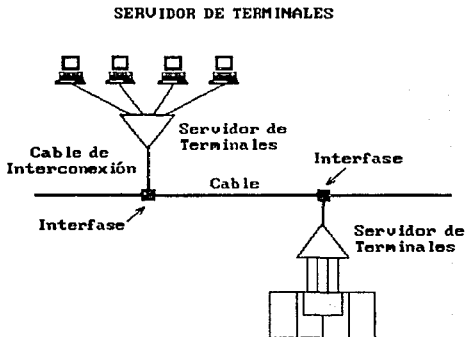 SERVIDOR DE TERMINALES
Servidor de
Terminales
Cable de
Interconexión
Interfase
Cable
Interfase
Servidor de
Terminales